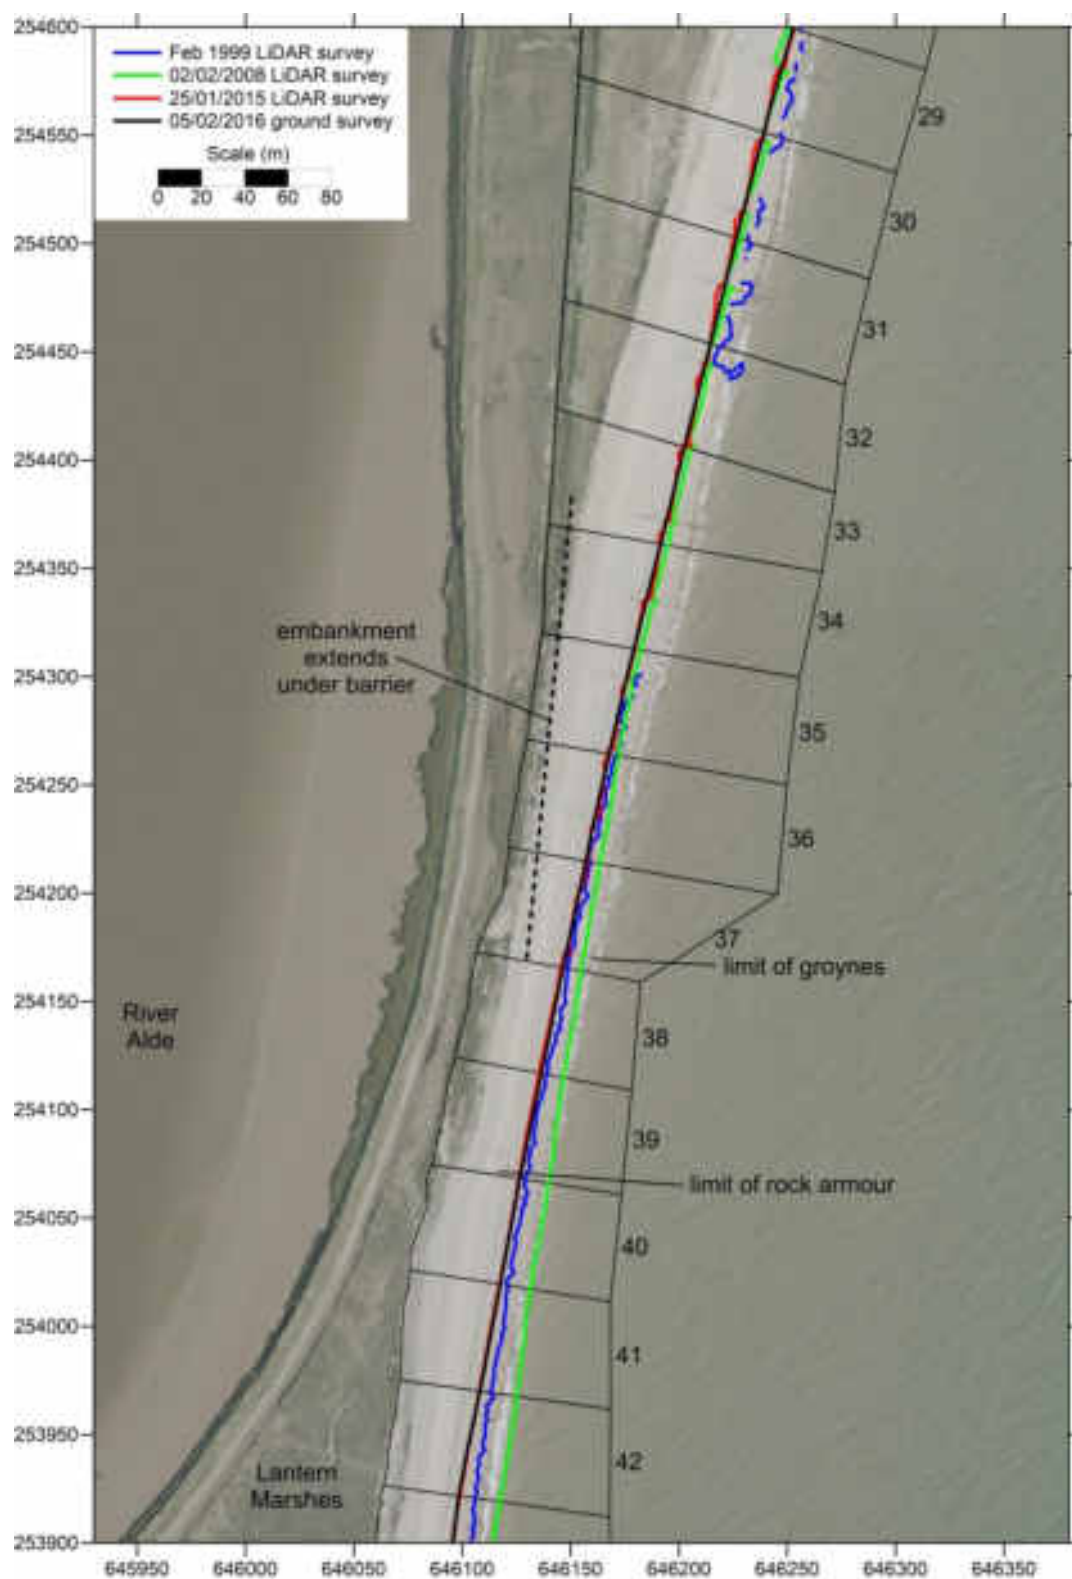 Feb 1999 LiDAR survey
02/02/2008 LiDAR survey
25/01/2015 LiDAR survey
05/02/2016 ground survey
Scale (m)
0 20 40 60 80
254600
254550
254500
254450
254400
254350
254300
254250
254200
254150
254100
254050
254000
253950
253900
29
30
31
32
33
34
35
36
37
38
39
40
41
42
embankment
extends
under barrier
limit of groynes
River
Alde
limit of rock armour
Lantern
Marshes
645950 646000 646050 646100 646150 646200 646250 646300 646350